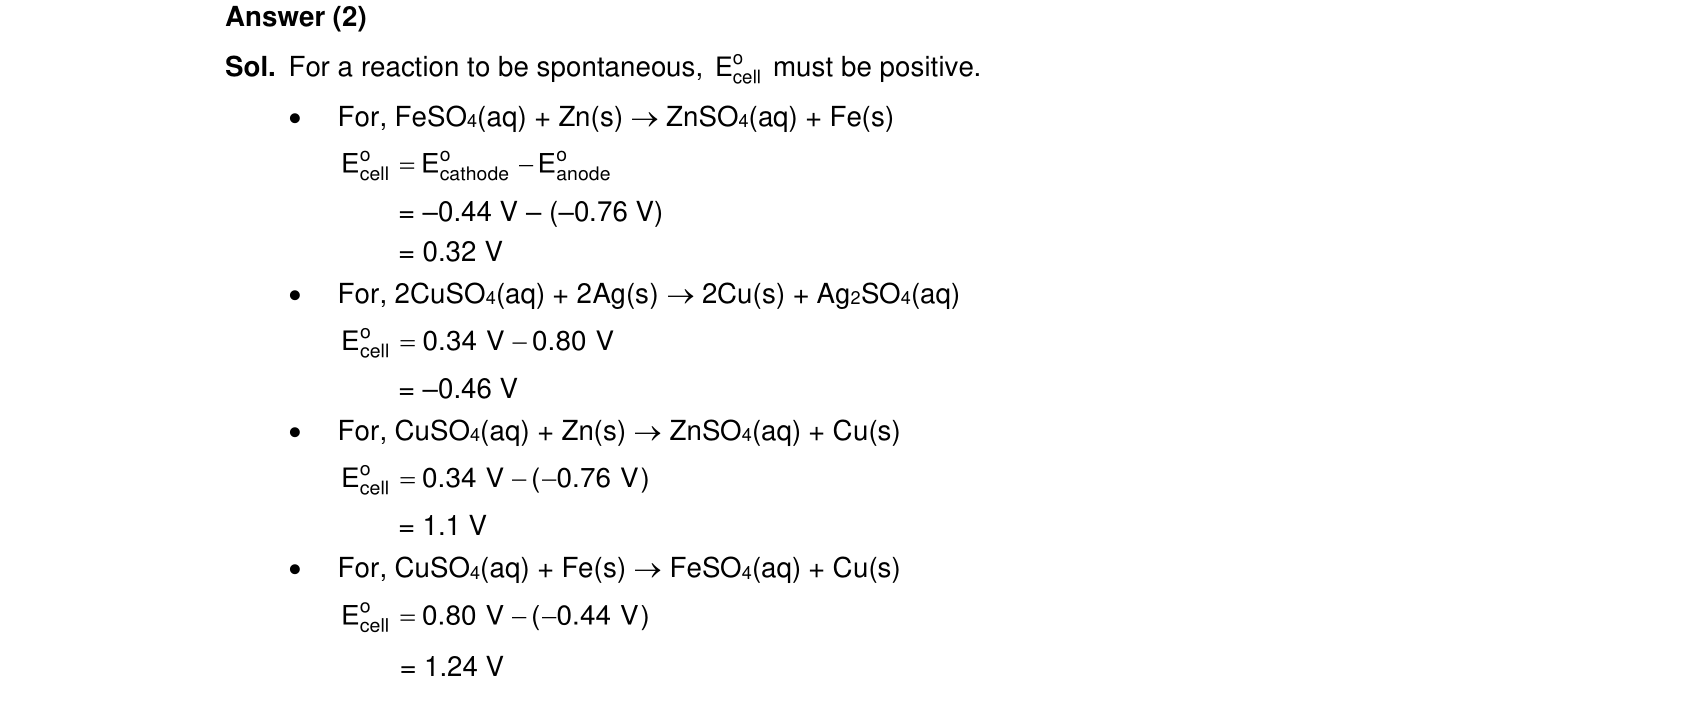 Answer (2)
Sol. For a reaction to be spontaneous, E°cell must be positive.
• For, FeSO₄(aq) + Zn(s) → ZnSO₄(aq) + Fe(s)
E°cell = E°cathode – E°anode
= –0.44 V – (–0.76 V)
= 0.32 V
• For, 2CuSO₄(aq) + 2Ag(s) → 2Cu(s) + Ag₂SO₄(aq)
E°cell = 0.34 V – 0.80 V
= –0.46 V
• For, CuSO₄(aq) + Zn(s) → ZnSO₄(aq) + Cu(s)
E°cell = 0.34 V – (–0.76 V)
= 1.1 V
• For, CuSO₄(aq) + Fe(s) → FeSO₄(aq) + Cu(s)
E°cell = 0.80 V – (–0.44 V)
= 1.24 V